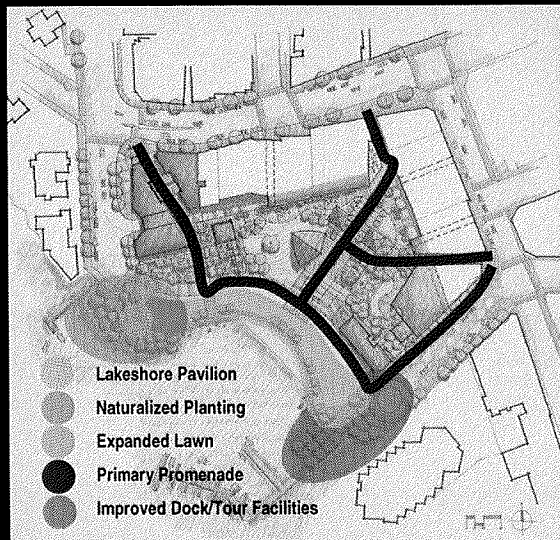 Lakeshore Pavilion
Naturalized Planting
Expanded Lawn
Primary Promenade
Improved Dock/Tour Facilities